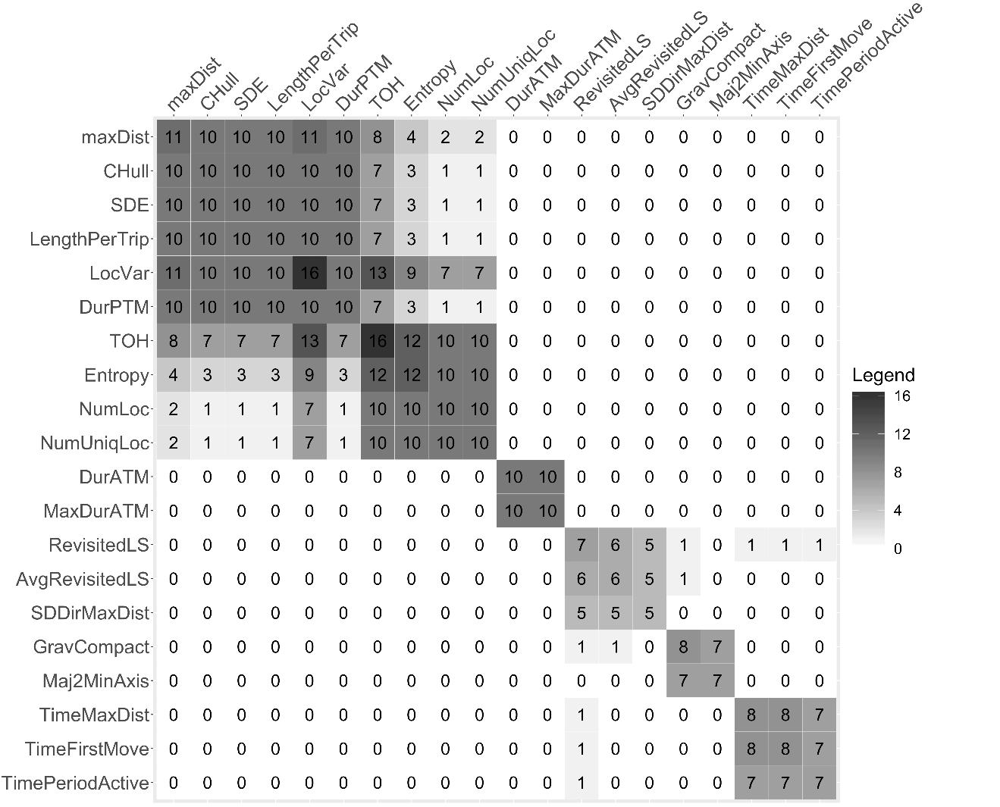 maxDist CHull SDE LengthPerTrip LocVar DurPTM TOH Entropy NumLoc NumUniqLoc DurATM MaxDurATM RevisitedLS AvgRevisitedLS SDDirMaxDist GravCompact Maj2MinAxis TimeMaxDist TimeFirstMove TimePeriodActive
maxDist 11 10 10 10 11 10 8 4 2 2 0 0 0 0 0 0 0 0 0 0
CHull 10 10 10 10 10 10 7 3 1 1 0 0 0 0 0 0 0 0 0 0
SDE 10 10 10 10 10 10 7 3 1 1 0 0 0 0 0 0 0 0 0 0
LengthPerTrip 10 10 10 10 10 10 7 3 1 1 0 0 0 0 0 0 0 0 0 0
LocVar 11 10 10 10 16 10 13 9 7 7 0 0 0 0 0 0 0 0 0 0
DurPTM 10 10 10 10 10 10 7 3 1 1 0 0 0 0 0 0 0 0 0 0
TOH 8 7 7 7 13 7 16 12 10 10 0 0 0 0 0 0 0 0 0 0
Entropy 4 3 3 3 9 3 12 12 10 10 0 0 0 0 0 0 0 0 0 0
NumLoc 2 1 1 1 7 1 10 10 10 10 0 0 0 0 0 0 0 0 0 0
NumUniqLoc 2 1 1 1 7 1 10 10 10 10 0 0 0 0 0 0 0 0 0 0
DurATM 0 0 0 0 0 0 0 0 0 0 10 10 0 0 0 0 0 0 0 0
MaxDurATM 0 0 0 0 0 0 0 0 0 0 10 10 0 0 0 0 0 0 0 0
RevisitedLS 0 0 0 0 0 0 0 0 0 0 0 0 7 6 5 1 0 1 1 1
AvgRevisitedLS 0 0 0 0 0 0 0 0 0 0 0 0 6 6 5 1 0 0 0 0
SDDirMaxDist 0 0 0 0 0 0 0 0 0 0 0 0 5 5 5 0 0 0 0 0
GravCompact 0 0 0 0 0 0 0 0 0 0 0 0 1 1 0 8 7 0 0 0
Maj2MinAxis 0 0 0 0 0 0 0 0 0 0 0 0 0 0 0 7 7 0 0 0
TimeMaxDist 0 0 0 0 0 0 0 0 0 0 0 0 1 0 0 0 0 8 8 7
TimeFirstMove 0 0 0 0 0 0 0 0 0 0 0 0 1 0 0 0 0 8 8 7
TimePeriodActive 0 0 0 0 0 0 0 0 0 0 0 0 1 0 0 0 0 7 7 7
Legend
16
12
8
4
0